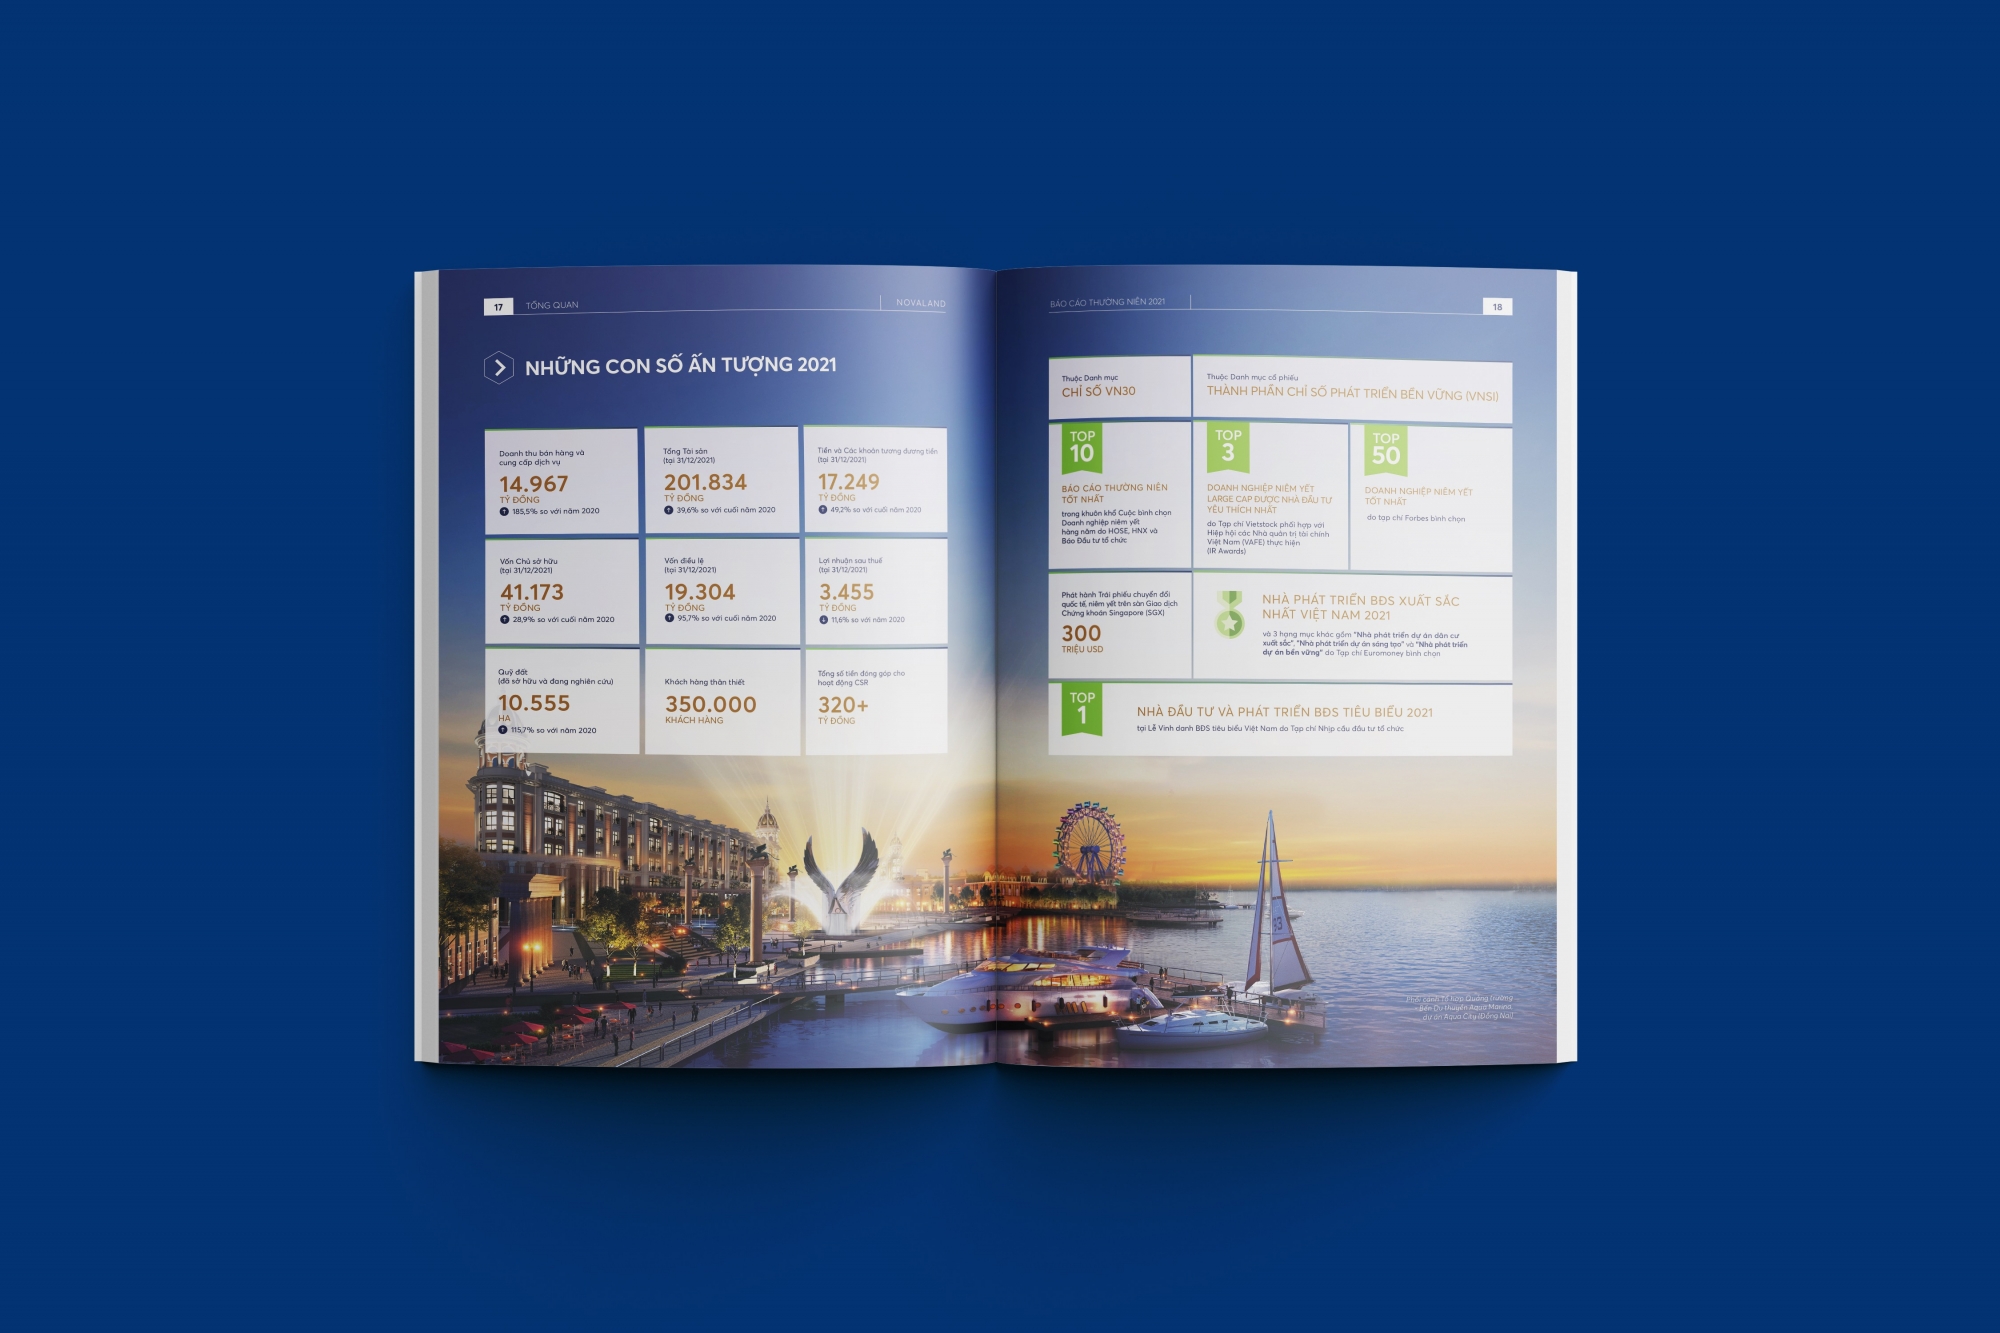 17 TỔNG QUAN
NOVALAND
NHỮNG CON SỐ ẤN TƯỢNG 2021
Doanh thu bán hàng và
cung cấp dịch vụ
14.967
TỶ ĐỒNG
185,5% so với năm 2020
Tổng Tài sản
(tại 31/12/2021)
201.834
TỶ ĐỒNG
39,6% so với cuối năm 2020
Tiền và Các khoản tương đương tiền
(tại 31/12/2021)
17.249
TỶ ĐỒNG
49,2% so với cuối năm 2020
Vốn Chủ sở hữu
(tại 31/12/2021)
41.173
TỶ ĐỒNG
28,9% so với cuối năm 2020
Vốn điều lệ
(tại 31/12/2021)
19.304
TỶ ĐỒNG
95,7% so với cuối năm 2020
Lợi nhuận sau thuế
(tại 31/12/2021)
3.455
TỶ ĐỒNG
11,6% so với năm 2020
Quỹ đất
(đã sở hữu và đang nghiên cứu)
10.555
HA
115,7% so với năm 2020
Khách hàng thân thiết
350.000
KHÁCH HÀNG
Tổng số tiền đóng góp cho
hoạt động CSR
320+
TỶ ĐỒNG
BÁO CÁO THƯỜNG NIÊN 2021
18
Thuộc Danh mục
CHỈ SỐ VN30
Thuộc Danh mục cổ phiếu
THÀNH PHẦN CHỈ SỐ PHÁT TRIỂN BỀN VỮNG (VNSI)
TOP
10
BÁO CÁO THƯỜNG NIÊN
TỐT NHẤT
trong khuôn khổ Cuộc bình chọn
Doanh nghiệp niêm yết
hàng năm do HOSE, HNX và
Báo Đầu tư tổ chức
TOP
3
DOANH NGHIỆP NIÊM YẾT
LARGE CAP ĐƯỢC NHÀ ĐẦU TƯ
YÊU THÍCH NHẤT
do Tạp chí Vietstock phối hợp với
Hiệp hội các Nhà quản trị tài chính
Việt Nam (VAFE) thực hiện
(IR Awards)
TOP
50
DOANH NGHIỆP NIÊM YẾT
TỐT NHẤT
do tạp chí Forbes bình chọn
Phát hành Trái phiếu chuyển đổi
quốc tế, niêm yết trên sàn Giao dịch
Chứng khoán Singapore (SGX)
300
TRIỆU USD
NHÀ PHÁT TRIỂN BĐS XUẤT SẮC
NHẤT VIỆT NAM 2021
và 3 hạng mục khác gồm "Nhà phát triển dự án dân cư
xuất sắc", "Nhà phát triển dự án sáng tạo" và "Nhà phát triển
dự án bền vững" do Tạp chí Euromoney bình chọn
TOP
1
NHÀ ĐẦU TƯ VÀ PHÁT TRIỂN BĐS TIÊU BIỂU 2021
tại Lễ Vinh danh BĐS tiêu biểu Việt Nam do Tạp chí Nhịp cầu đầu tư tổ chức
Phối cảnh Tổ hợp Quảng trường
Bến Du thuyền Aqua Marina,
dự án Aqua City (Đồng Nai)